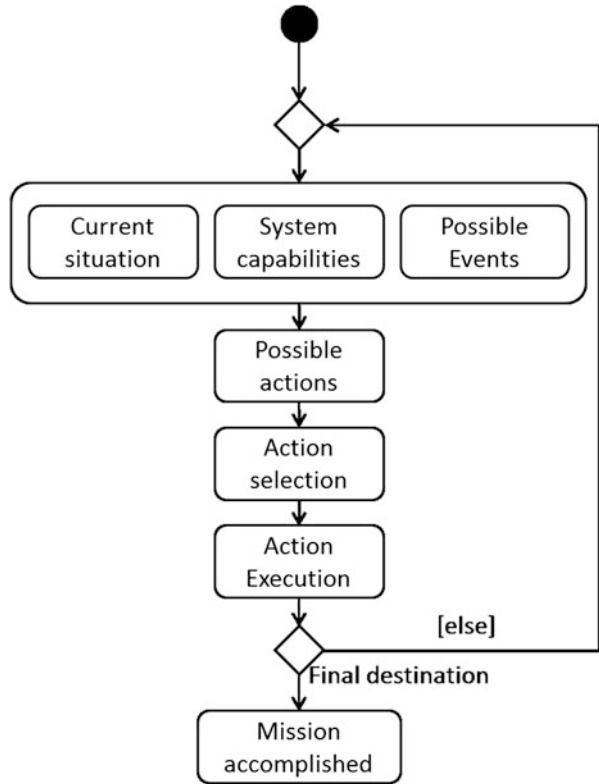 Current
situation
System
capabilities
Possible
Events
Possible
actions
Action
selection
Action
Execution
[else]
Final destination
Mission
accomplished